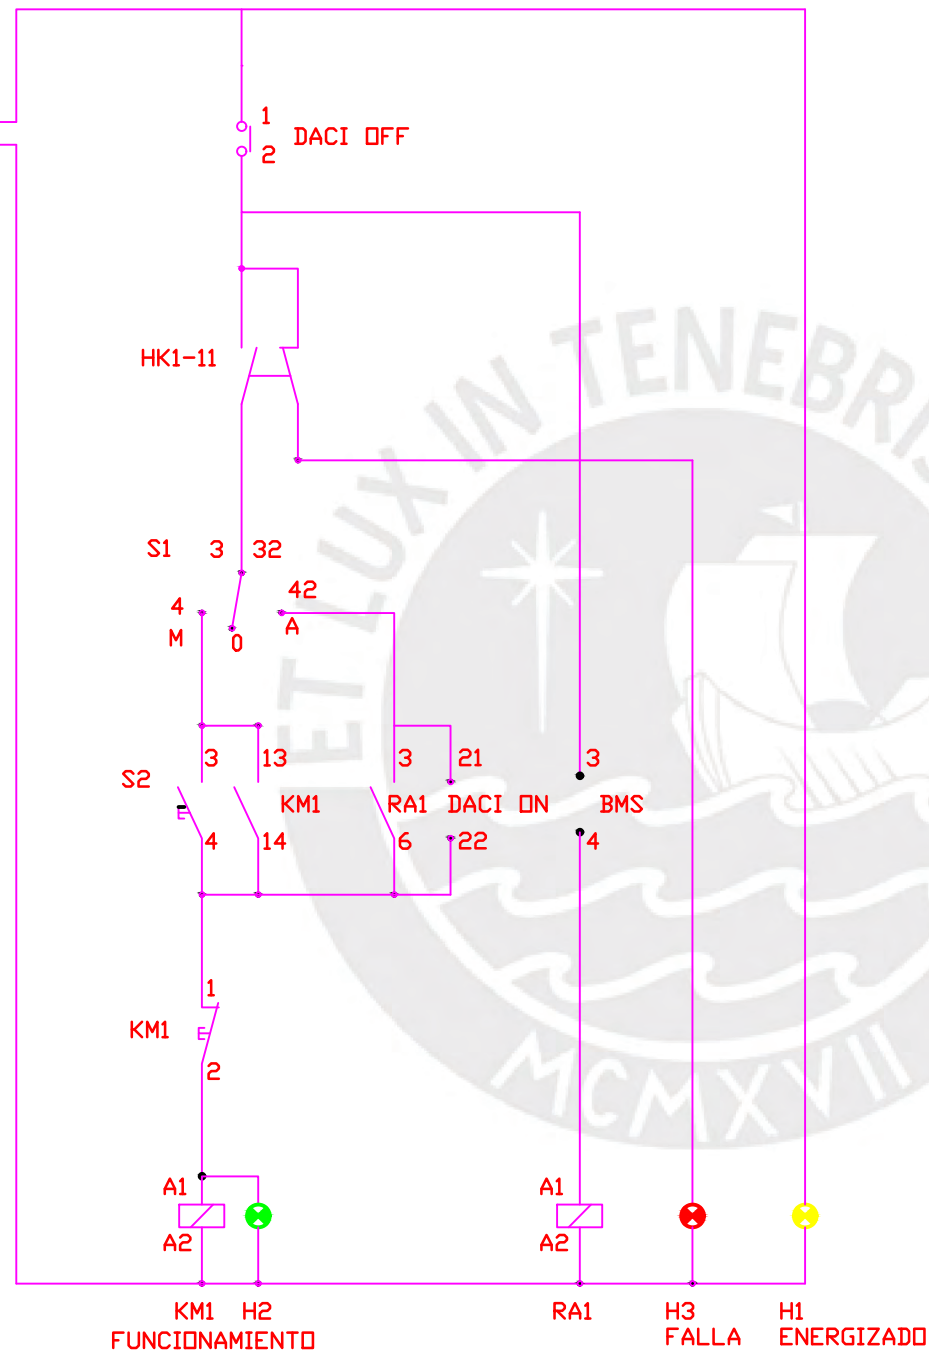 1
DACI OFF
2
HK1-11
S1 3 32
4 42
M 0 A
3 13 3 21 3
S2 KM1 RA1 DACI ON BMS
4 14 6 22 4
1
KM1
2
A1 A1
A2 A2
KM1 H2 RA1 H3 H1
FUNCIONAMIENTO FALLA ENERGIZADO
ET LUX IN TENEBRIS
MCMXVII